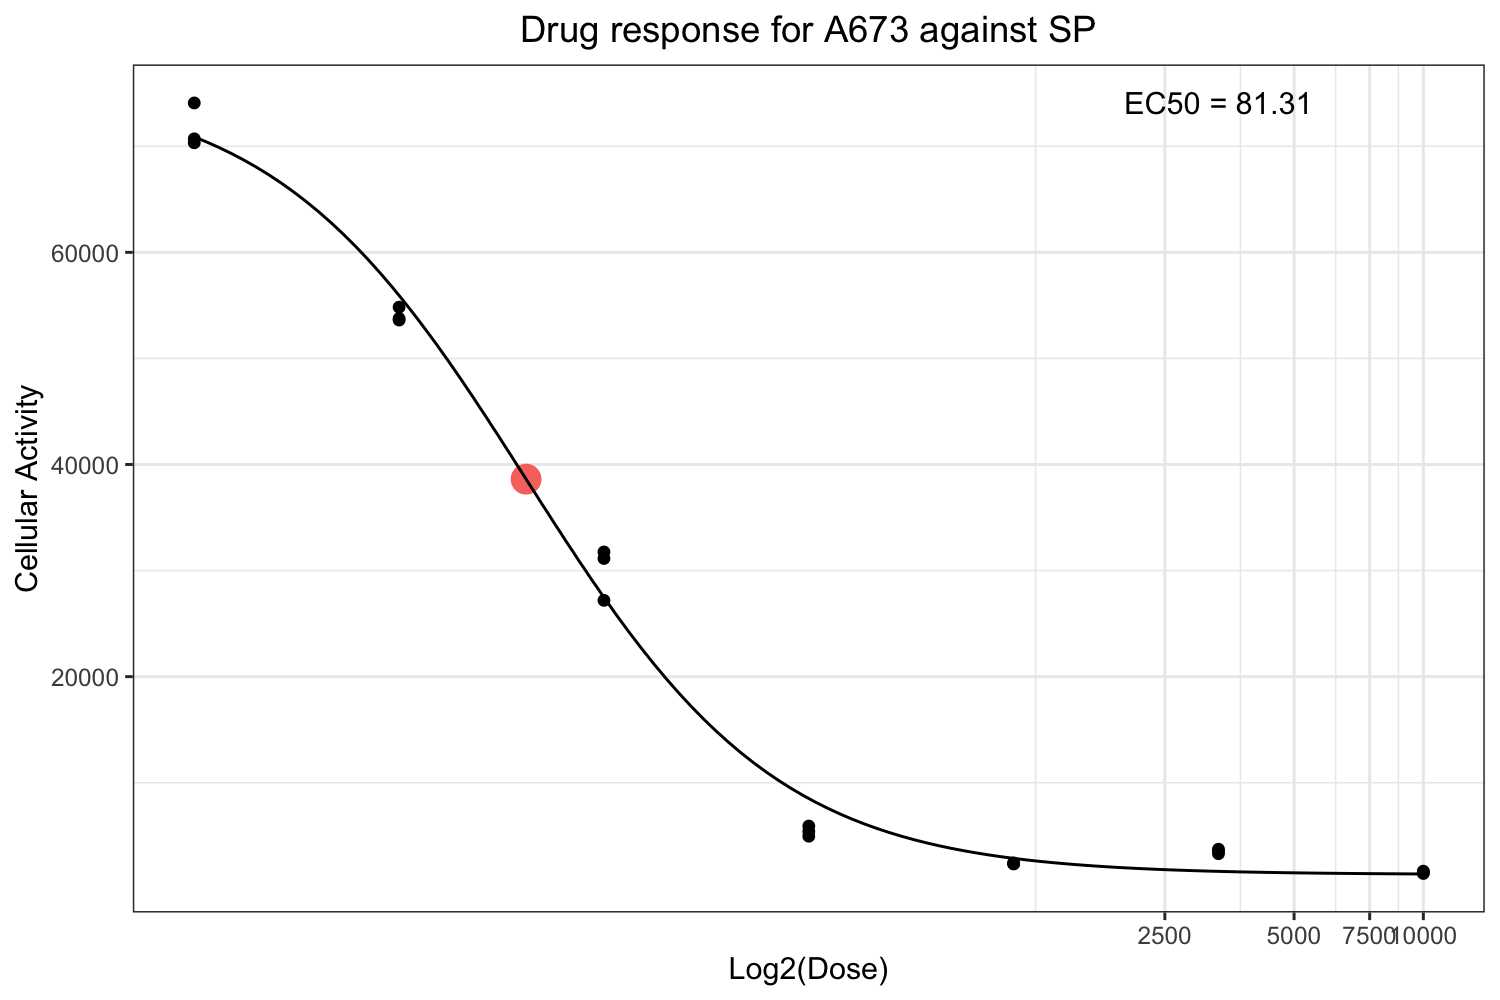 Drug response for A673 against SP
EC50 = 81.31
60000
40000
20000
Cellular Activity
2500 5000 7500 10000
Log2(Dose)